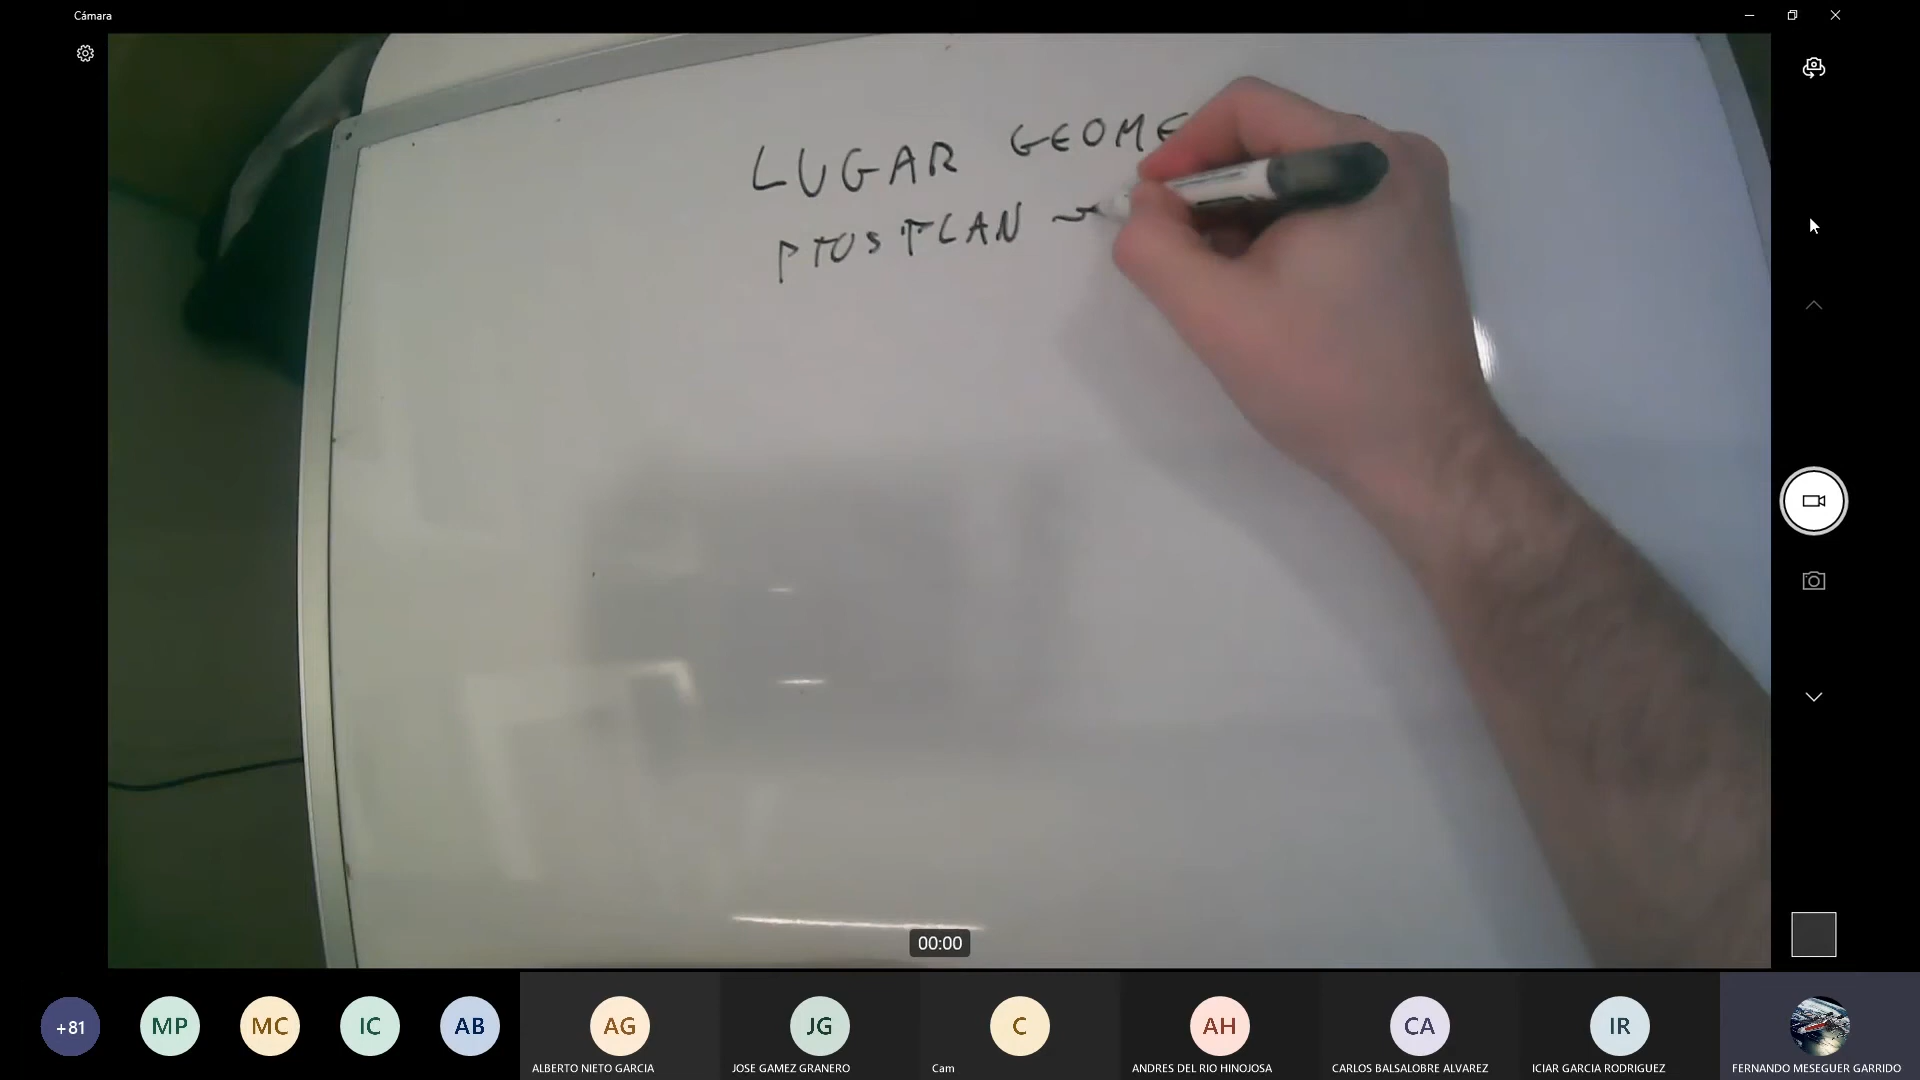 Cámara
LUGAR GEOME
PTOS PLAN
00:00
+81
MP
MC
IC
AB
AG
JG
C
AH
CA
IR
ALBERTO NIETO GARCIA
JOSE GAMEZ GRANERO
Cam
ANDRES DEL RIO HINOJOSA
CARLOS BALSALOBRE ALVAREZ
ICIAR GARCIA RODRIGUEZ
FERNANDO MESEGUER GARRIDO